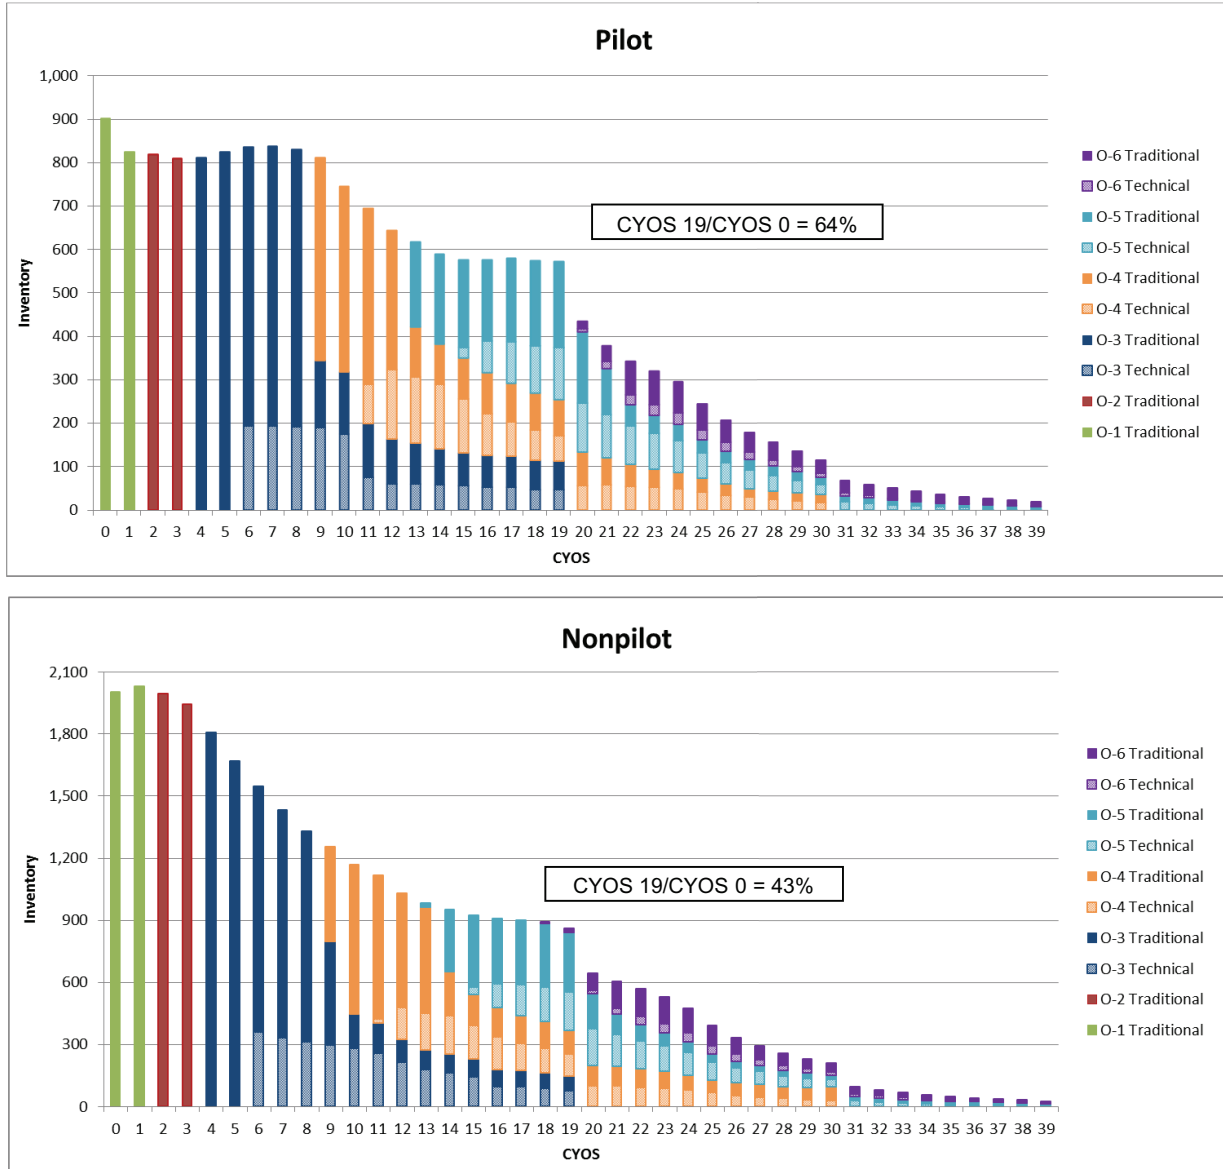 Pilot
1,000
900
800
700
600
500
400
300
200
100
0
Inventory
CYOS 19/CYOS 0 = 64%
O-6 Traditional
O-6 Technical
O-5 Traditional
O-5 Technical
O-4 Traditional
O-4 Technical
O-3 Traditional
O-3 Technical
O-2 Traditional
O-1 Traditional
0 1 2 3 4 5 6 7 8 9 10 11 12 13 14 15 16 17 18 19 20 21 22 23 24 25 26 27 28 29 30 31 32 33 34 35 36 37 38 39
CYOS
Nonpilot
2,100
1,800
1,500
1,200
900
600
300
0
Inventory
CYOS 19/CYOS 0 = 43%
O-6 Traditional
O-6 Technical
O-5 Traditional
O-5 Technical
O-4 Traditional
O-4 Technical
O-3 Traditional
O-3 Technical
O-2 Traditional
O-1 Traditional
0 1 2 3 4 5 6 7 8 9 10 11 12 13 14 15 16 17 18 19 20 21 22 23 24 25 26 27 28 29 30 31 32 33 34 35 36 37 38 39
CYOS